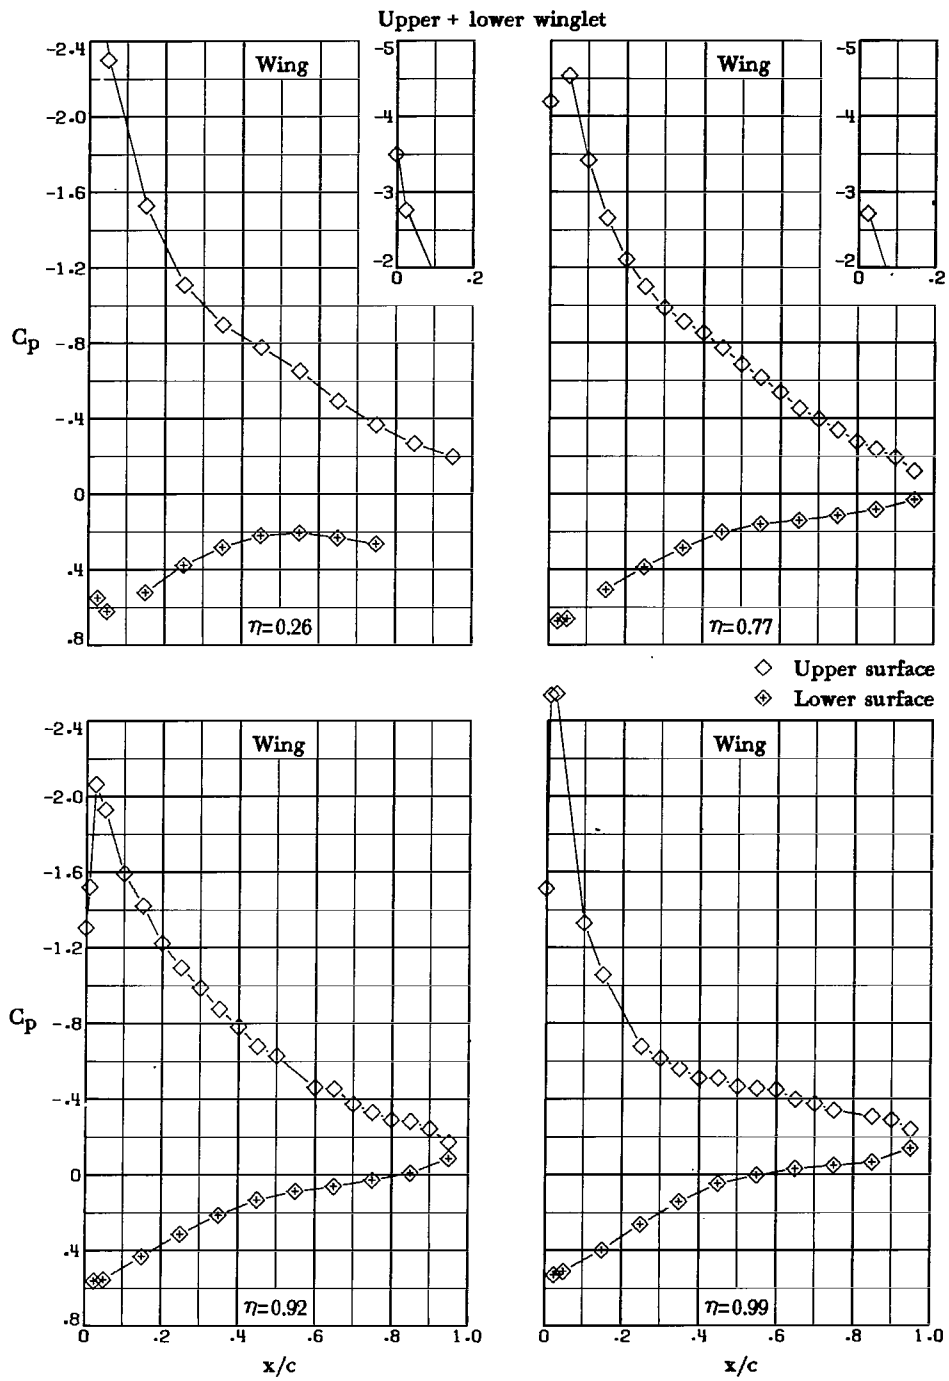 Upper + lower winglet
-2.4
-2.0
-1.6
-1.2
-.8
-.4
0
.4
.8
Cp
Wing
η=0.26
-5
-4
-3
-2
0
.2
Wing
η=0.77
-5
-4
-3
-2
0
.2
Upper surface
Lower surface
-2.4
-2.0
-1.6
-1.2
-.8
-.4
0
.4
.8
Cp
Wing
η=0.92
0
.2
.4
.6
.8
1.0
x/c
Wing
η=0.99
0
.2
.4
.6
.8
1.0
x/c